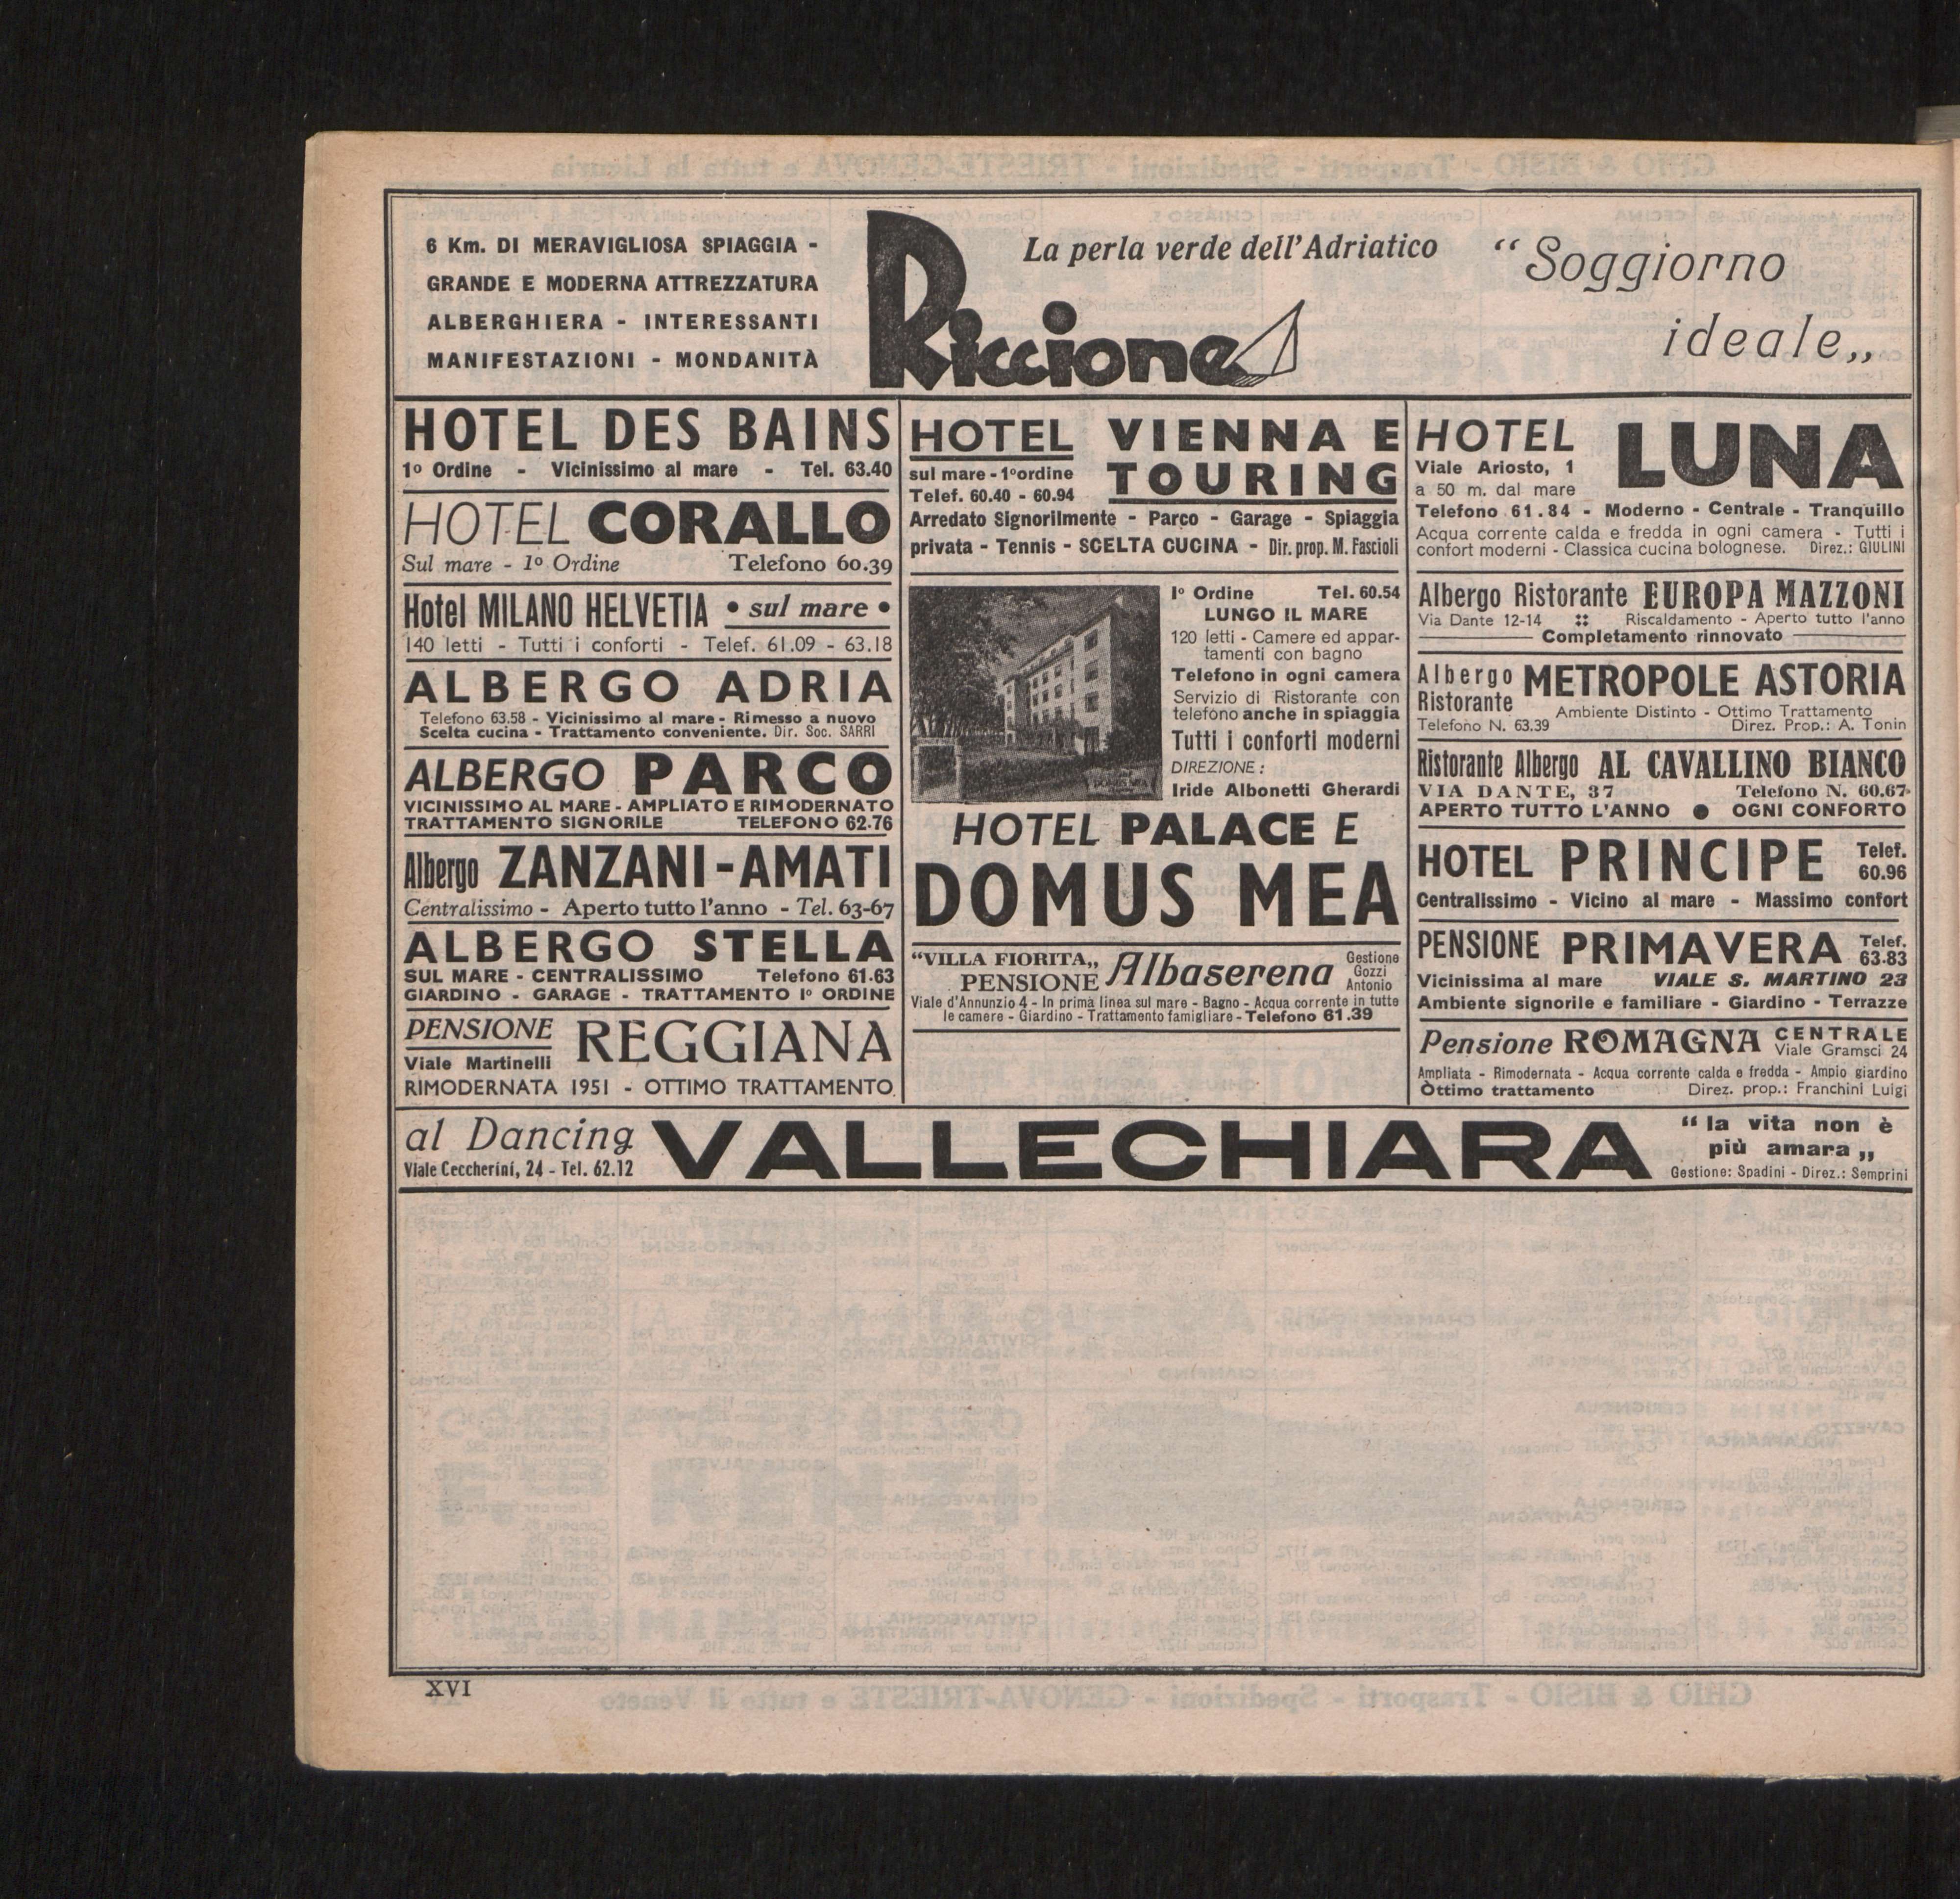 6 Km. DI MERAVIGLIOSA SPIAGGIA -
GRANDE E MODERNA ATTREZZATURA
ALBERGHIERA - INTERESSANTI
MANIFESTAZIONI - MONDANITÀ
La perla verde dell'Adriatico
Riccione
“Soggiorno
ideale„
HOTEL DES BAINS
1º Ordine - Vicinissimo al mare - Tel. 63.40
HOTEL CORALLO
Sul mare - 1º Ordine Telefono 60.39
Hotel MILANO HELVETIA • sul mare •
140 letti - Tutti i conforti - Telef. 61.09 - 63.18
ALBERGO ADRIA
Telefono 63.58 - Vicinissimo al mare - Rimesso a nuovo
Scelta cucina - Trattamento conveniente. Dir. Soc. SARRI
ALBERGO PARCO
VICINISSIMO AL MARE - AMPLIATO E RIMODERNATO
TRATTAMENTO SIGNORILE TELEFONO 62.76
Albergo ZANZANI-AMATI
Centralissimo - Aperto tutto l'anno - Tel. 63-67
ALBERGO STELLA
SUL MARE - CENTRALISSIMO Telefono 61.63
GIARDINO - GARAGE - TRATTAMENTO Iº ORDINE
PENSIONE REGGIANA
Viale Martinelli
RIMODERNATA 1951 - OTTIMO TRATTAMENTO.
HOTEL VIENNA E
TOURING
sul mare - 1º ordine
Telef. 60.40 - 60.94
Arredato Signorilmente - Parco - Garage - Spiaggia
privata - Tennis - SCELTA CUCINA - Dir. prop. M. Fascioli
Iº Ordine Tel. 60.54
LUNGO IL MARE
120 letti - Camere ed appar-
tamenti con bagno
Telefono in ogni camera
Servizio di Ristorante con
telefono anche in spiaggia
Tutti i conforti moderni
DIREZIONE:
Iride Albonetti Gherardi
DOMUS MEA
HOTEL PALACE E
DOMUS MEA
“VILLA FIORITA„
PENSIONE Albaserena
Gestione
Gozzi
Antonio
Viale d'Annunzio 4 - In prima linea sul mare - Bagno - Acqua corrente in tutte
le camere - Giardino - Trattamento famigliare - Telefono 61.39
HOTEL LUNA
Viale Ariosto, 1
a 50 m. dal mare
Telefono 61.84 - Moderno - Centrale - Tranquillo
Acqua corrente calda e fredda in ogni camera - Tutti i
confort moderni - Classica cucina bolognese. Direz.: GIULINI
Albergo Ristorante EUROPA MAZZONI
Via Dante 12-14 Riscaldamento - Aperto tutto l'anno
Completamento rinnovato
Albergo
Ristorante METROPOLE ASTORIA
Ambiente Distinto - Ottimo Trattamento
Telefono N. 63.39 Direz. Prop.: A. Tonin
Ristorante Albergo AL CAVALLINO BIANCO
VIA DANTE, 37 Telefono N. 60.67
APERTO TUTTO L'ANNO ● OGNI CONFORTO
HOTEL PRINCIPE Telef.
60.96
Centralissimo - Vicino al mare - Massimo confort
PENSIONE PRIMAVERA Telef.
63.83
Vicinissima al mare VIALE S. MARTINO 23
Ambiente signorile e familiare - Giardino - Terrazze
Pensione ROMAGNA CENTRALE
Viale Gramsci 24
Ampliata - Rimodernata - Acqua corrente calda e fredda - Ampio giardino
Òttimo trattamento Direz. prop.: Franchini Luigi
al Dancing VALLECHIARA
Viale Ceccherini, 24 - Tel. 62.12
“la vita non è
più amara„
Gestione: Spadini - Direz.: Semprini
XVI